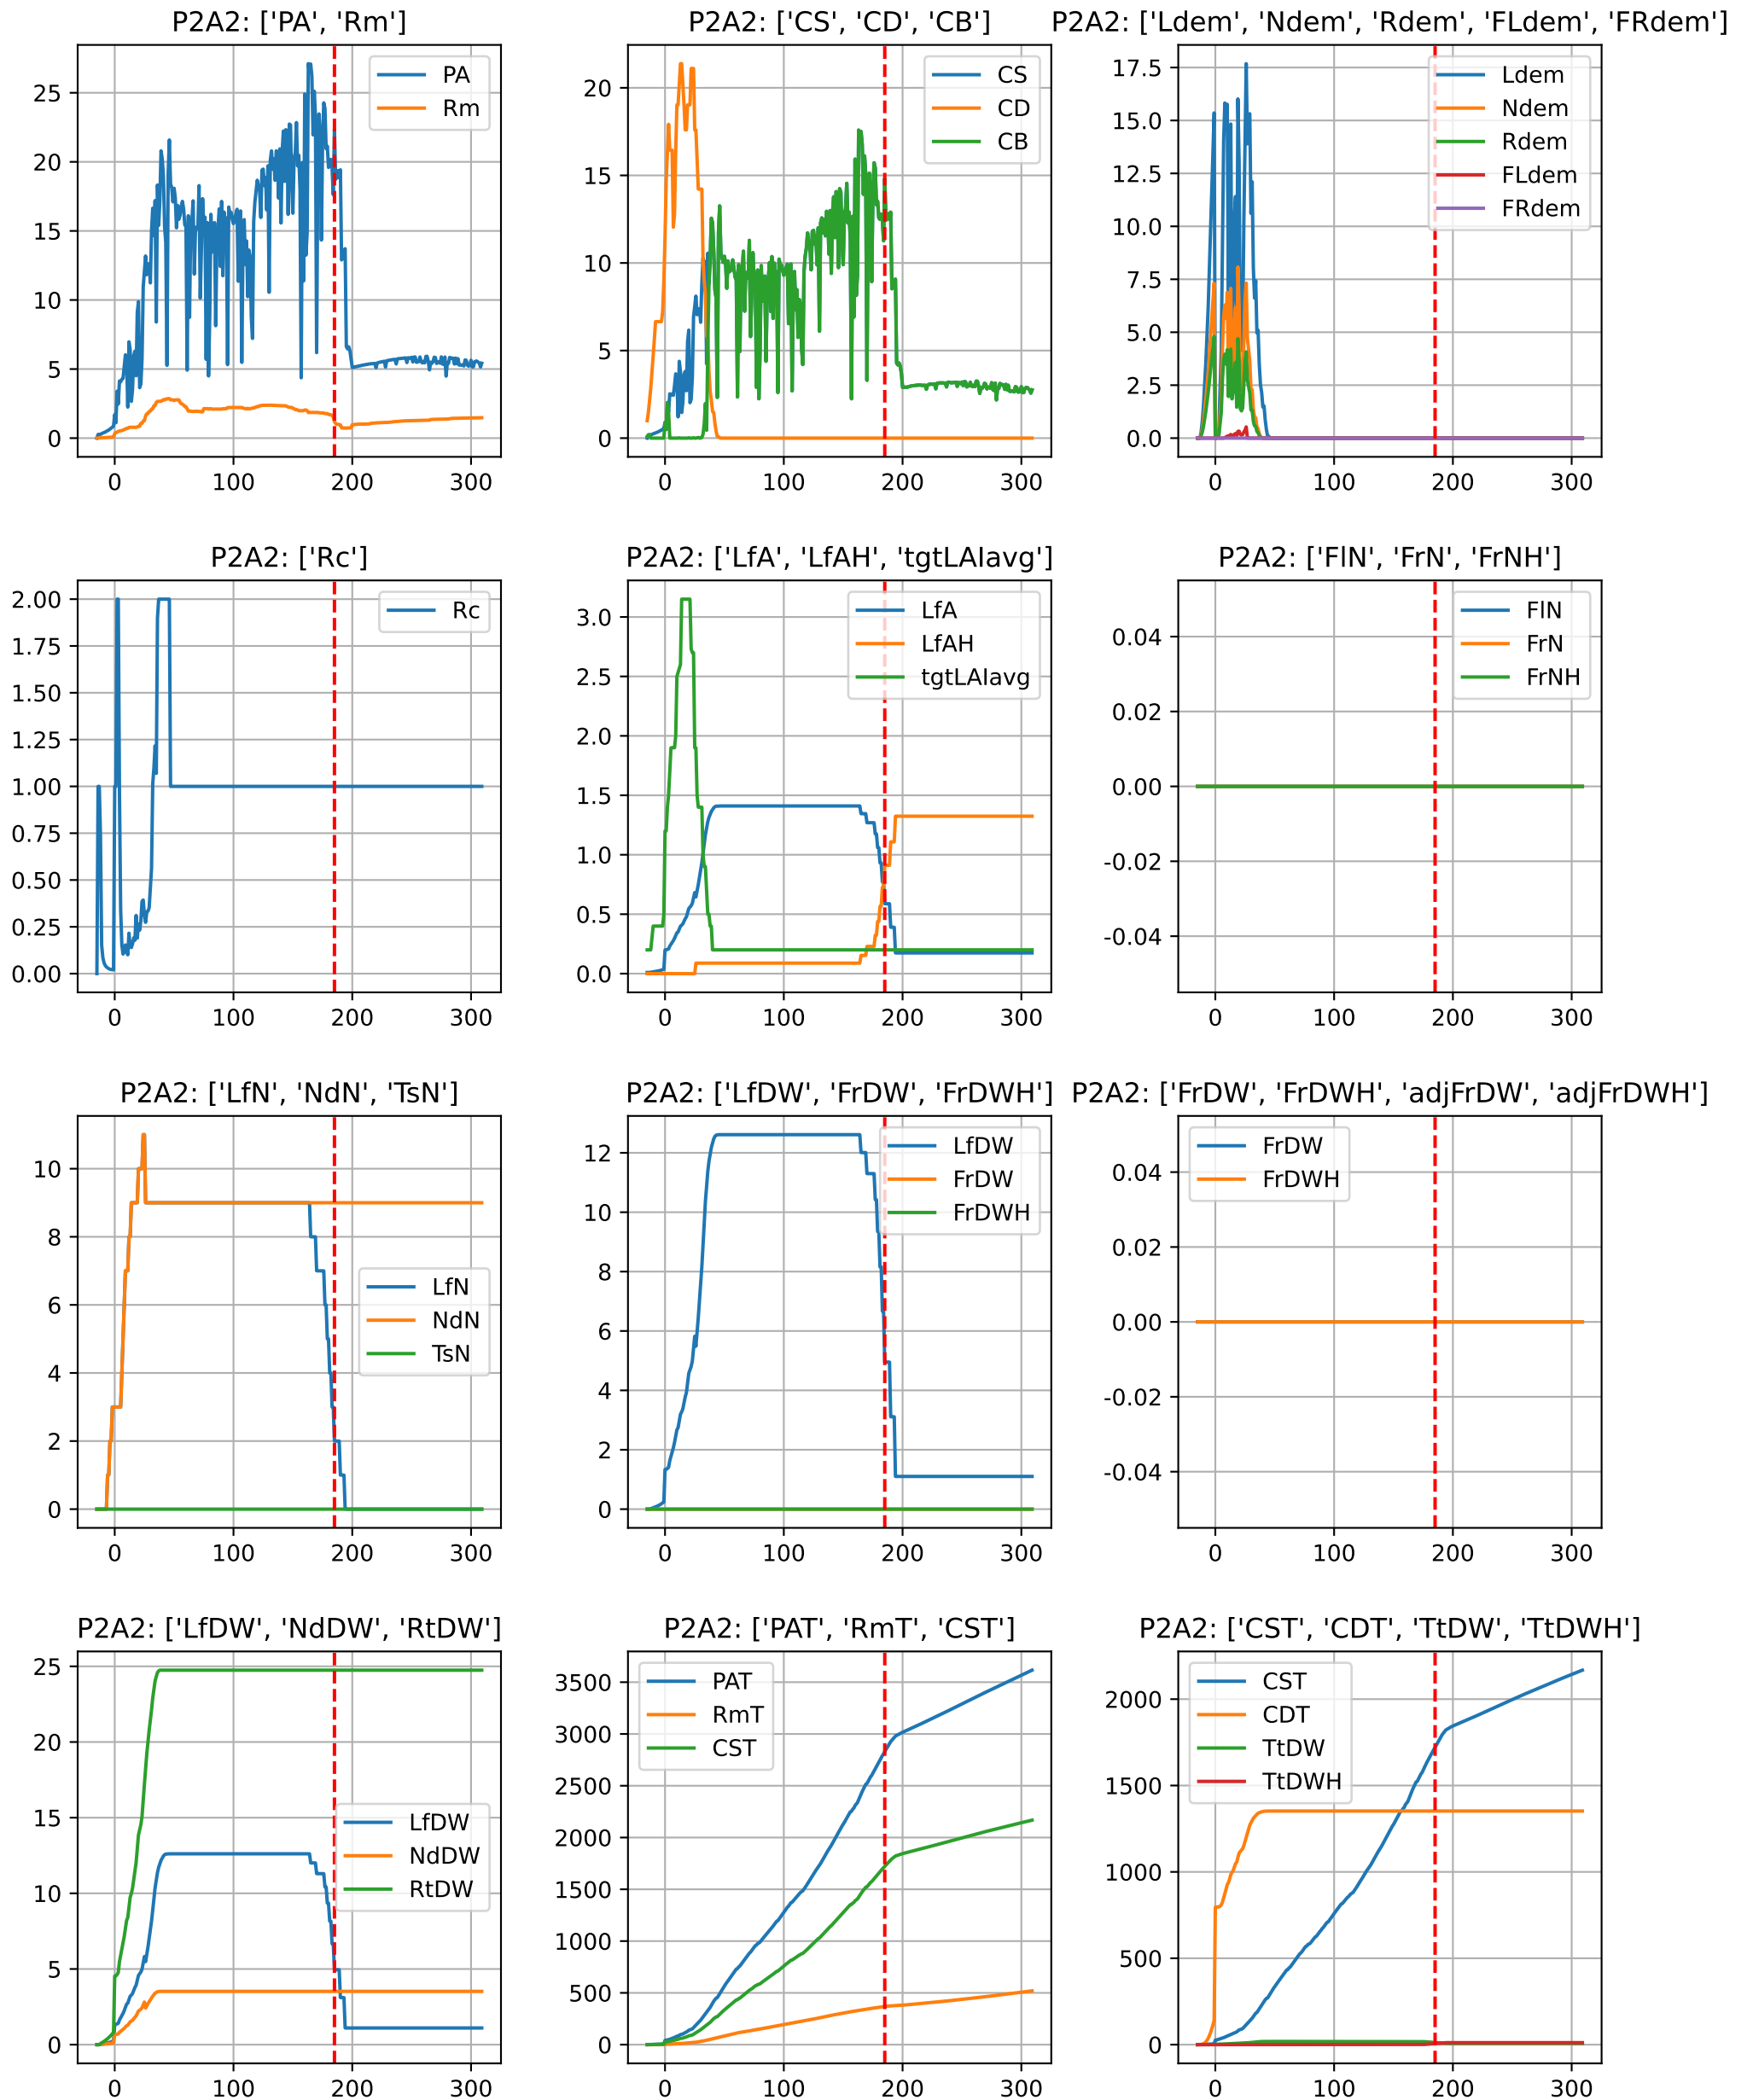 P2A2: ['PA', 'Rm']
PA
Rm
25
20
15
10
5
0
0 100 200 300
P2A2: ['CS', 'CD', 'CB']
CS
CD
CB
20
15
10
5
0
0 100 200 300
P2A2: ['Ldem', 'Ndem', 'Rdem', 'FLdem', 'FRdem']
Ldem
Ndem
Rdem
FLdem
FRdem
17.5
15.0
12.5
10.0
7.5
5.0
2.5
0.0
0 100 200 300
P2A2: ['Rc']
Rc
2.00
1.75
1.50
1.25
1.00
0.75
0.50
0.25
0.00
0 100 200 300
P2A2: ['LfA', 'LfAH', 'tgtLAIavg']
LfA
LfAH
tgtLAIavg
3.0
2.5
2.0
1.5
1.0
0.5
0.0
0 100 200 300
P2A2: ['FlN', 'FrN', 'FrNH']
FlN
FrN
FrNH
0.04
0.02
0.00
-0.02
-0.04
0 100 200 300
P2A2: ['LfN', 'NdN', 'TsN']
LfN
NdN
TsN
10
8
6
4
2
0
0 100 200 300
P2A2: ['LfDW', 'FrDW', 'FrDWH']
LfDW
FrDW
FrDWH
12
10
8
6
4
2
0
0 100 200 300
P2A2: ['FrDW', 'FrDWH', 'adjFrDW', 'adjFrDWH']
FrDW
FrDWH
0.04
0.02
0.00
-0.02
-0.04
0 100 200 300
P2A2: ['LfDW', 'NdDW', 'RtDW']
LfDW
NdDW
RtDW
25
20
15
10
5
0
0 100 200 300
P2A2: ['PAT', 'RmT', 'CST']
PAT
RmT
CST
3500
3000
2500
2000
1500
1000
500
0
0 100 200 300
P2A2: ['CST', 'CDT', 'TtDW', 'TtDWH']
CST
CDT
TtDW
TtDWH
2000
1500
1000
500
0
0 100 200 300